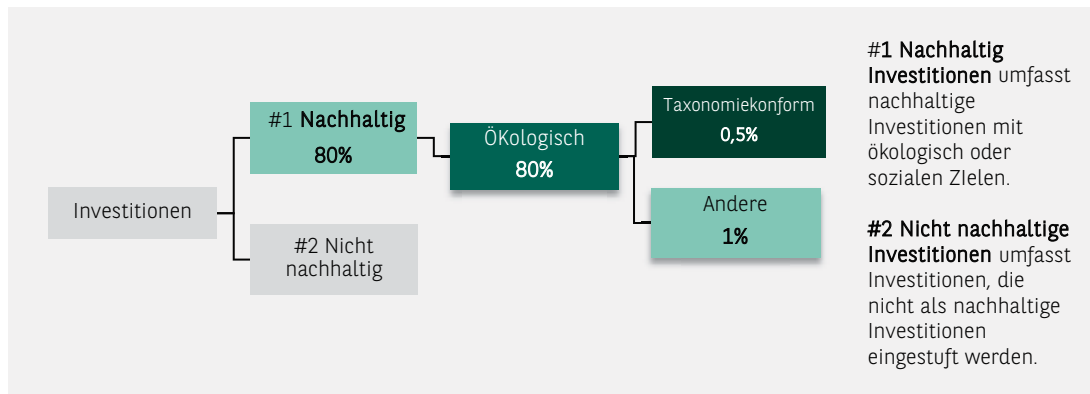 Investitionen
#1 Nachhaltig
80%
#2 Nicht
nachhaltig
ÖKologisch
80%
Taxonomiekonform
0,5%
Andere
1%
#1 Nachhaltig
Investitionen umfasst
nachhaltige
Investitionen mit
ökologisch oder
sozialen ZIelen.
#2 Nicht nachhaltige
Investitionen umfasst
Investitionen, die
nicht als nachhaltige
Investitionen
eingestuft werden.